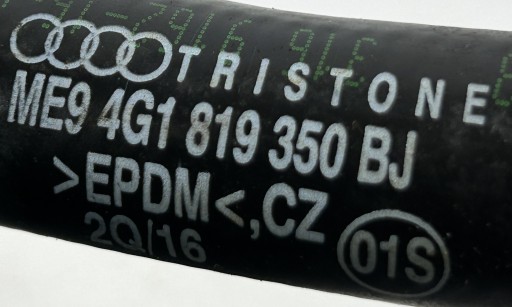 TRISTONE
ME9 4G1 819 350 BJ
>EPDM<,CZ
2Q/16
01S